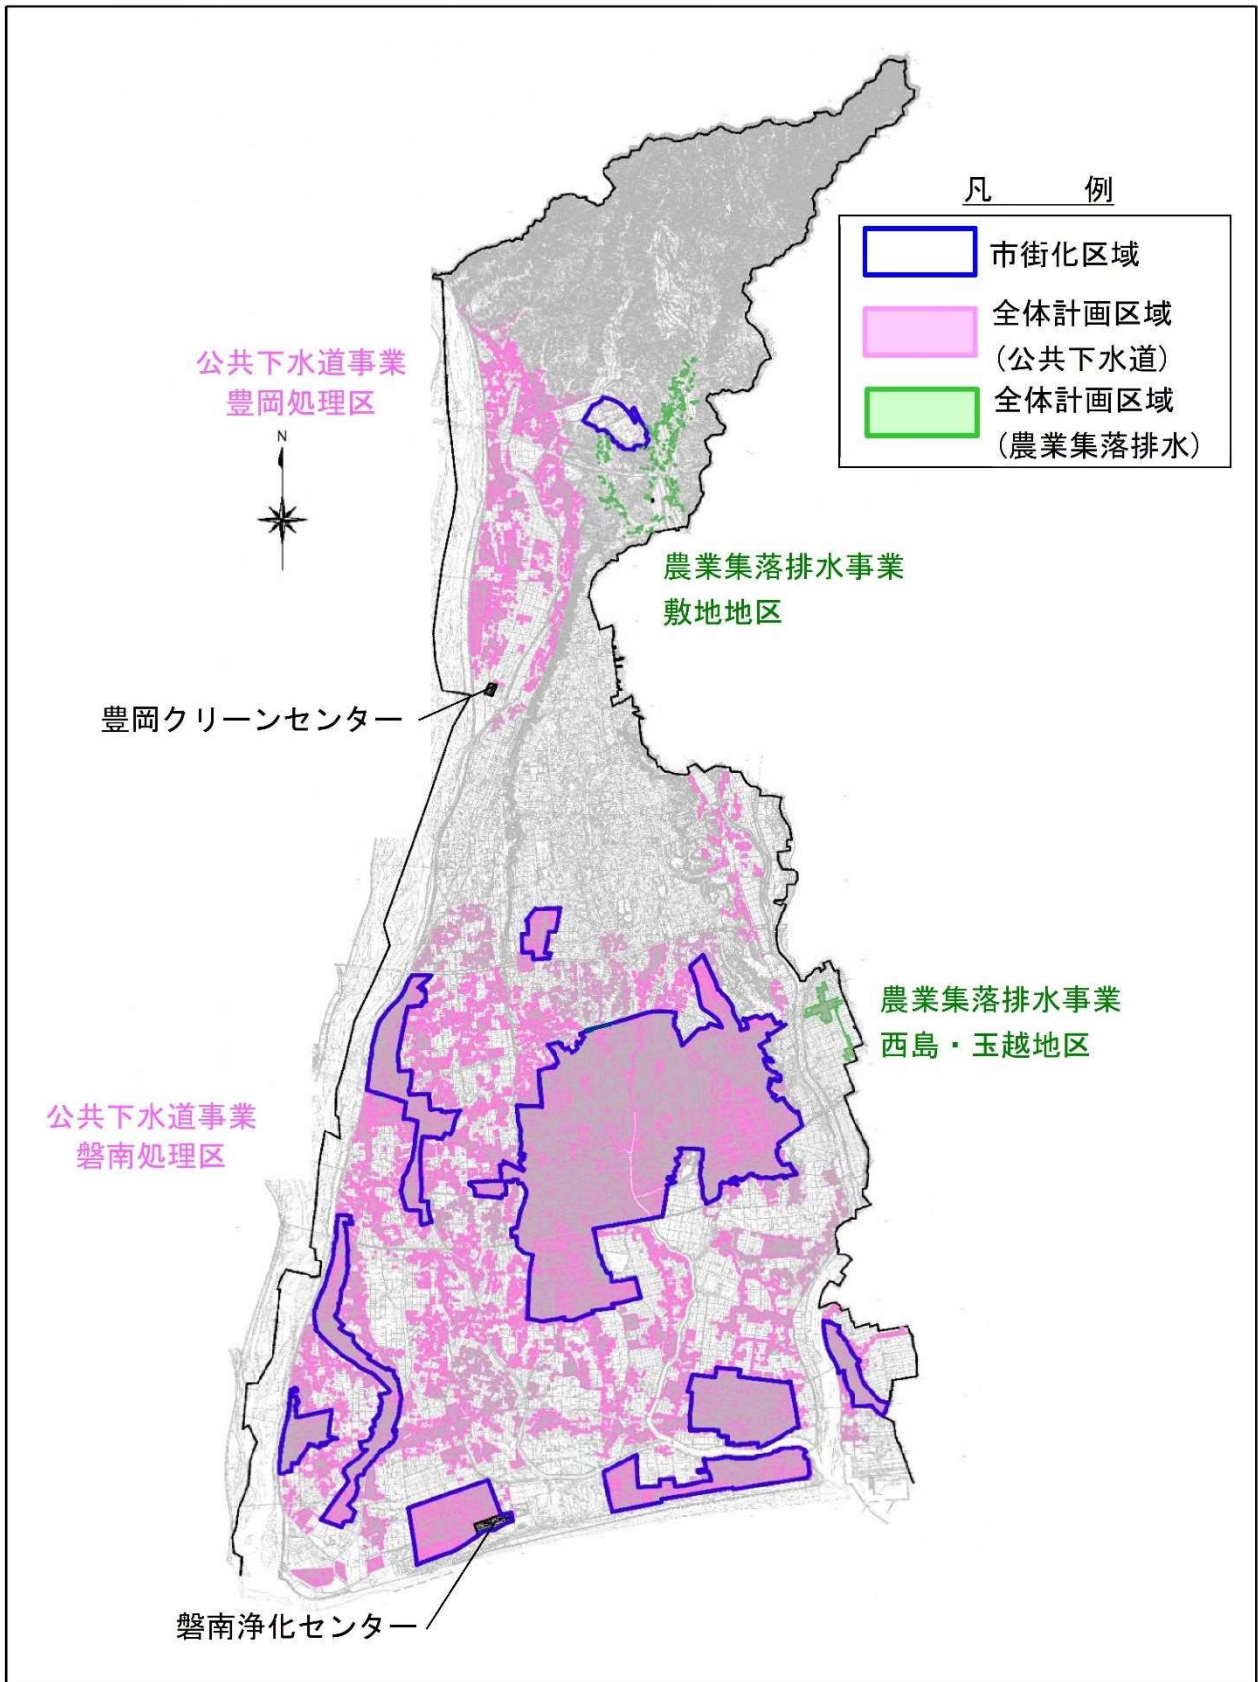 凡 例
市街化区域
全体計画区域
(公共下水道)
全体計画区域
(農業集落排水)
公共下水道事業
豊岡処理区
N
農業集落排水事業
敷地地区
豊岡クリーンセンター
農業集落排水事業
西島・玉越地区
公共下水道事業
磐南処理区
磐南浄化センター